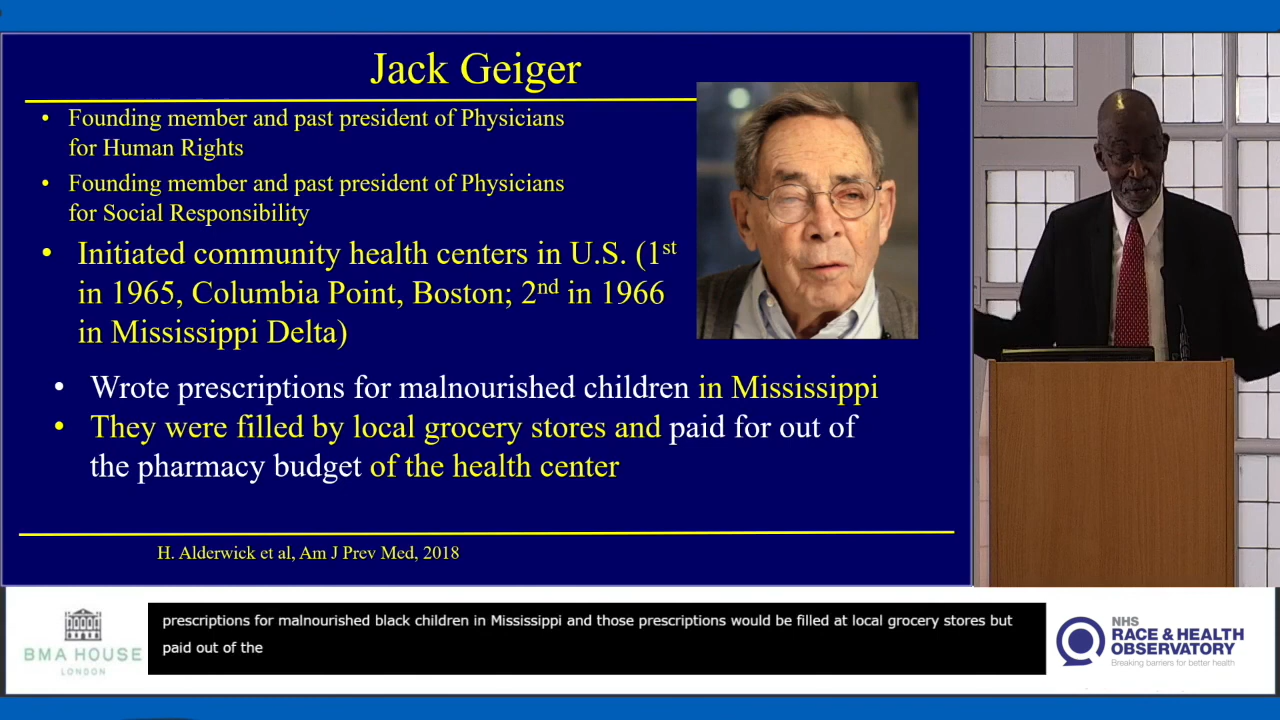 Jack Geiger
• Founding member and past president of Physicians
for Human Rights
• Founding member and past president of Physicians
for Social Responsibility
• Initiated community health centers in U.S. (1st
in 1965, Columbia Point, Boston; 2nd in 1966
in Mississippi Delta)
• Wrote prescriptions for malnourished children in Mississippi
• They were filled by local grocery stores and paid for out of
the pharmacy budget of the health center
H. Alderwick et al, Am J Prev Med, 2018
BMA HOUSE
LONDON
prescriptions for malnourished black children in Mississippi and those prescriptions would be filled at local grocery stores but
paid out of the
NHS
RACE & HEALTH
OBSERVATORY
Breaking barriers for better health